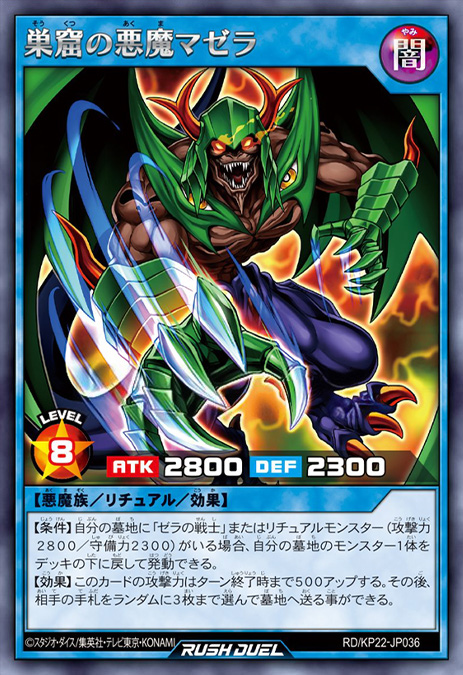 巣窟の悪魔マゼラ
闇
LEVEL
8
ATK 2800 DEF 2300
【悪魔族／リチュアル／効果】
【条件】自分の墓地に「ゼラの戦士」またはリチュアルモンスター（攻撃力
2800／守備力2300）がいる場合、自分の墓地のモンスター1体を
デッキの下に戻して発動できる。
【効果】このカードの攻撃力はターン終了時まで500アップする。その後、
相手の手札をランダムに3枚まで選んで墓地へ送る事ができる。
©スタジオ・ダイス/集英社・テレビ東京・KONAMI
RUSH DUEL
RD/KP22-JP036